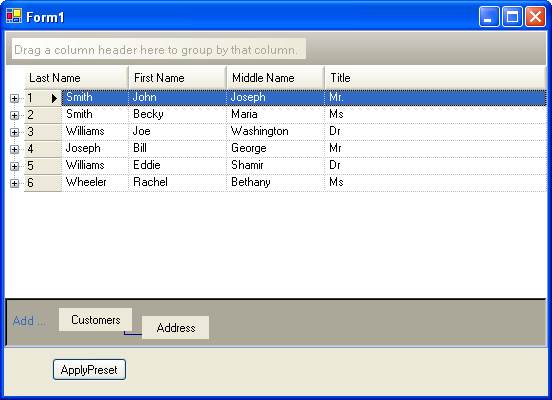 Form1
Drag a column header here to group by that column.
Last Name First Name Middle Name Title
1 Smith John Joseph Mr.
2 Smith Becky Maria Ms
3 Williams Joe Washington Dr
4 Joseph Bill George Mr
5 Williams Eddie Shamir Dr
6 Wheeler Rachel Bethany Ms
Add ... Customers
Address
ApplyPreset